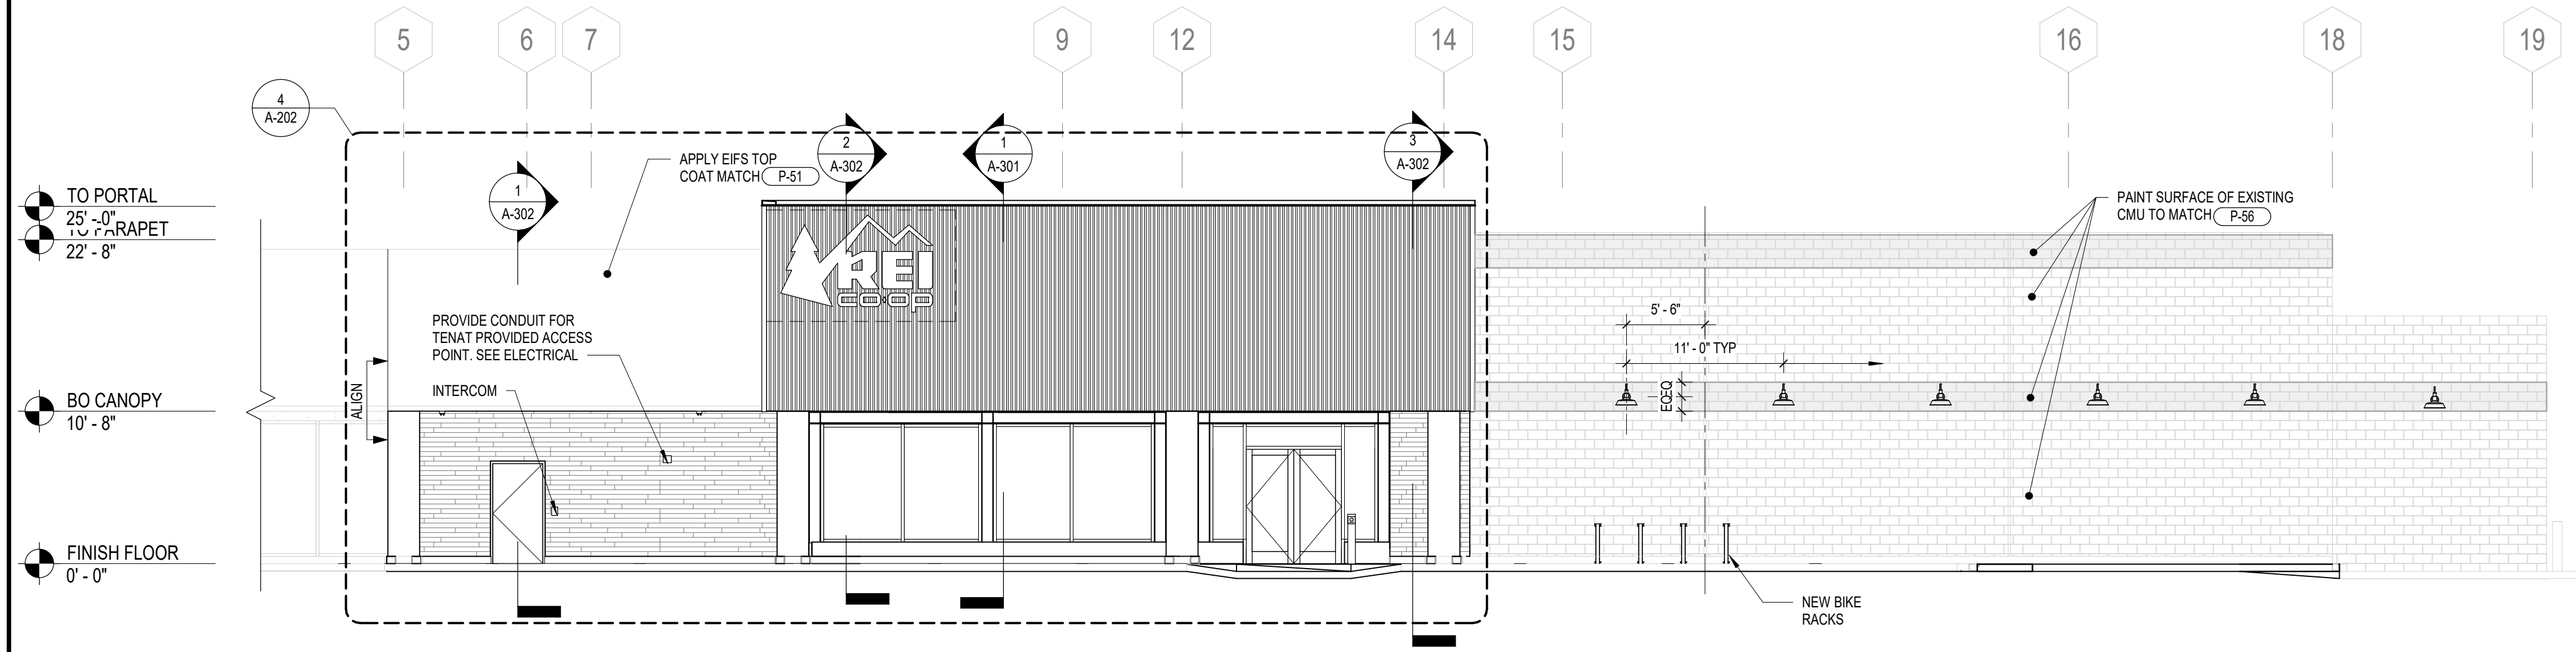 5
6
7
9
12
14
15
16
18
19
4
A-202
2
A-302
1
A-301
3
A-302
1
A-302
APPLY EIFS TOP
COAT MATCH P-51
TO PORTAL
25' - 0"
TO PARAPET
22' - 8"
PAINT SURFACE OF EXISTING
CMU TO MATCH P-56
REI
CO·OP
5' - 6"
PROVIDE CONDUIT FOR
TENAT PROVIDED ACCESS
POINT. SEE ELECTRICAL
11' - 0" TYP
INTERCOM
ALIGN
EQ
EQ
BO CANOPY
10' - 8"
FINISH FLOOR
0' - 0"
NEW BIKE
RACKS